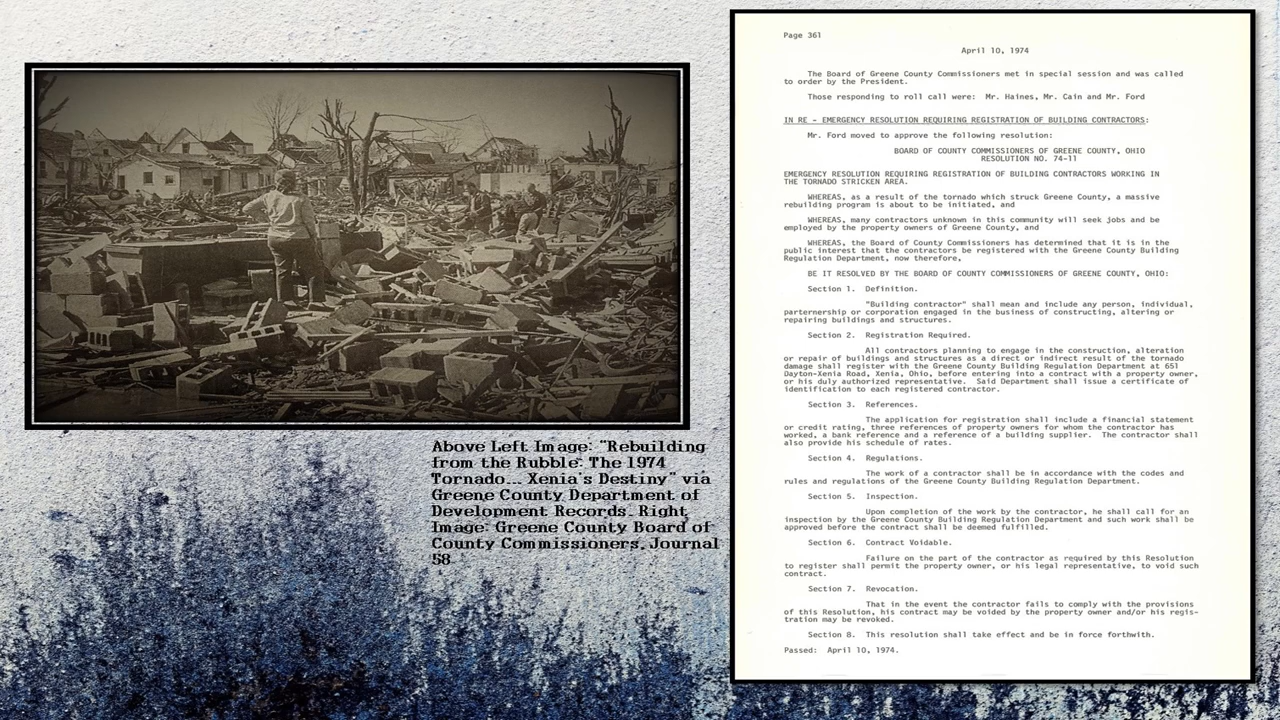 Above Left Image: "Rebuilding
from the Rubble: The 1974
Tornado... Xenia's Destiny" via
Greene County Department of
Development Records. Right
Image: Greene County Board of
County Commissioners, Journal
58
Page 361
April 10, 1974
The Board of Greene County Commissioners met in special session and was called
to order by the President.
Those responding to roll call were: Mr. Haines, Mr. Cain and Mr. Ford
IN RE - EMERGENCY RESOLUTION REQUIRING REGISTRATION OF BUILDING CONTRACTORS:
Mr. Ford moved to approve the following resolution:
BOARD OF COUNTY COMMISSIONERS OF GREENE COUNTY, OHIO
RESOLUTION NO. 74-11
EMERGENCY RESOLUTION REQUIRING REGISTRATION OF BUILDING CONTRACTORS WORKING IN
THE TORNADO STRICKEN AREA.
WHEREAS, as a result of the tornado which struck Greene County, a massive
rebuilding program is about to be initiated, and
WHEREAS, many contractors unknown in this community will seek jobs and be
employed by the property owners of Greene County, and
WHEREAS, the Board of County Commissioners has determined that it is in the
public interest that the contractors be registered with the Greene County Building
Regulation Department, now therefore,
BE IT RESOLVED BY THE BOARD OF COUNTY COMMISSIONERS OF GREENE COUNTY, OHIO:
Section 1. Definition.
"Building contractor" shall mean and include any person, individual,
parternership or corporation engaged in the business of constructing, altering or
repairing buildings and structures.
Section 2. Registration Required.
All contractors planning to engage in the construction, alteration
or repair of buildings and structures as a direct or indirect result of the tornado
damage shall register with the Greene County Building Regulation Department at 651
Dayton-Xenia Road, Xenia, Ohio, before entering into a contract with a property owner,
or his duly authorized representative. Said Department shall issue a certificate of
identification to each registered contractor.
Section 3. References.
The application for registration shall include a financial statement
or credit rating, three references of property owners for whom the contractor has
worked, a bank reference and a reference of a building supplier. The contractor shall
also provide his schedule of rates.
Section 4. Regulations.
The work of a contractor shall be in accordance with the codes and
rules and regulations of the Greene County Building Regulation Department.
Section 5. Inspection.
Upon completion of the work by the contractor, he shall call for an
inspection by the Greene County Building Regulation Department and such work shall be
approved before the contract shall be deemed fulfilled.
Section 6. Contract Voidable.
Failure on the part of the contractor as required by this Resolution
to register shall permit the property owner, or his legal representative, to void such
contract.
Section 7. Revocation.
That in the event the contractor fails to comply with the provisions
of this Resolution, his contract may be voided by the property owner and/or his regis-
tration may be revoked.
Section 8. This resolution shall take effect and be in force forthwith.
Passed: April 10, 1974.